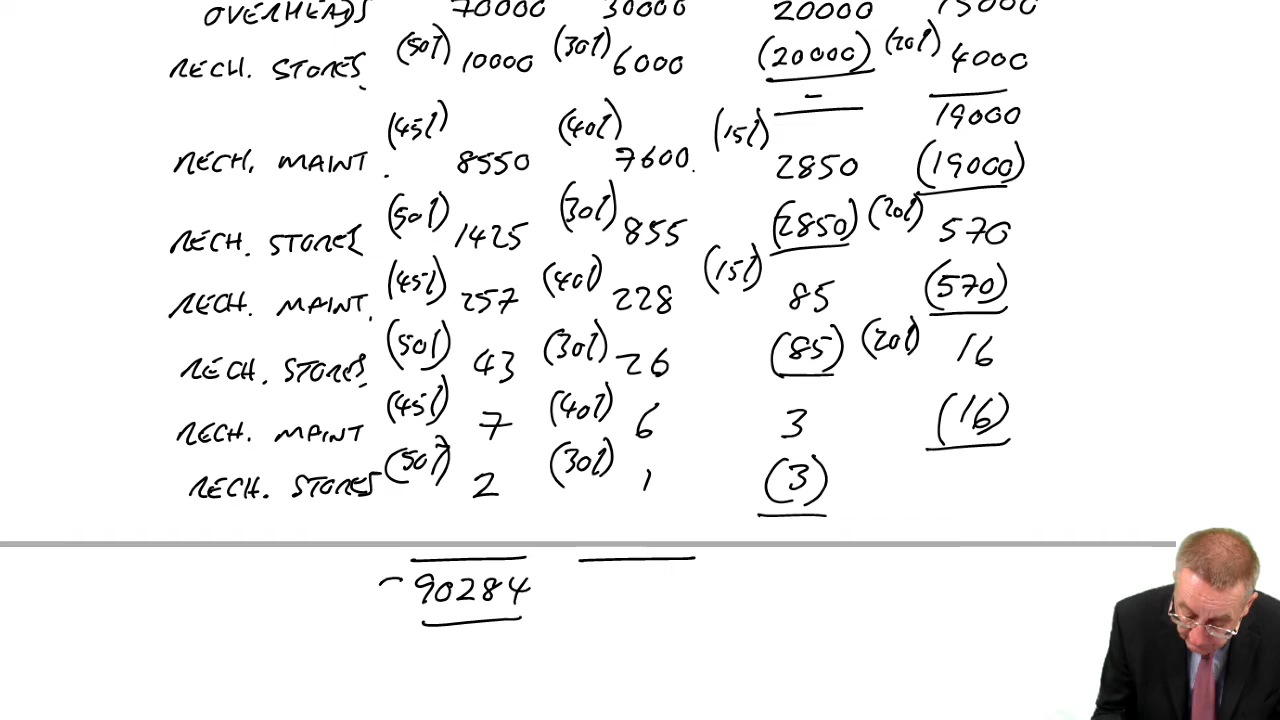 OVERHEADS 70000 30000 20000 15000
RECH. STORES (50%) 10000 (30%) 6000 (20000) (20%) 4000
- 19000
RECH. MAINT. (45%) 8550 (40%) 7600. (15%) 2850 (19000)
RECH. STORES (50%) 1425 (30%) 855 (2850) (20%) 570
RECH. MAINT. (45%) 257 (40%) 228 (15%) 85 (570)
RECH. STORES (50%) 43 (30%) 26 (85) (20%) 16
RECH. MAINT (45%) 7 (40%) 6 3 (16)
RECH. STORES (50%) 2 (30%) 1 (3)
90284